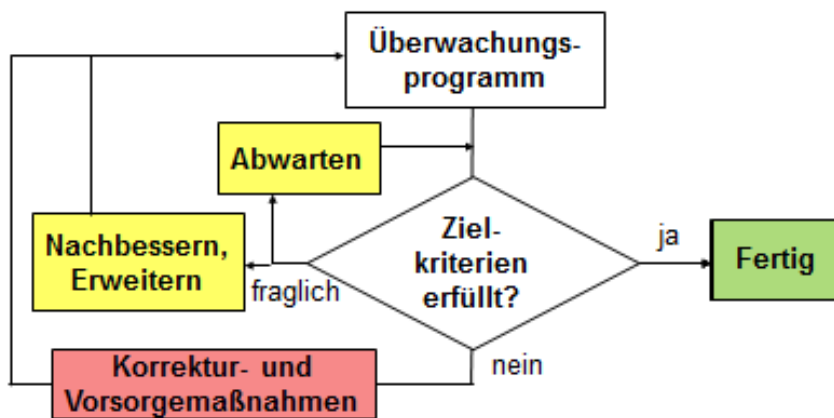 Überwachungs-
programm
Abwarten
Nachbessern,
Erweitern
fraglich
Ziel-
kriterien
erfüllt?
ja
Fertig
nein
Korrektur- und
Vorsorgemaßnahmen